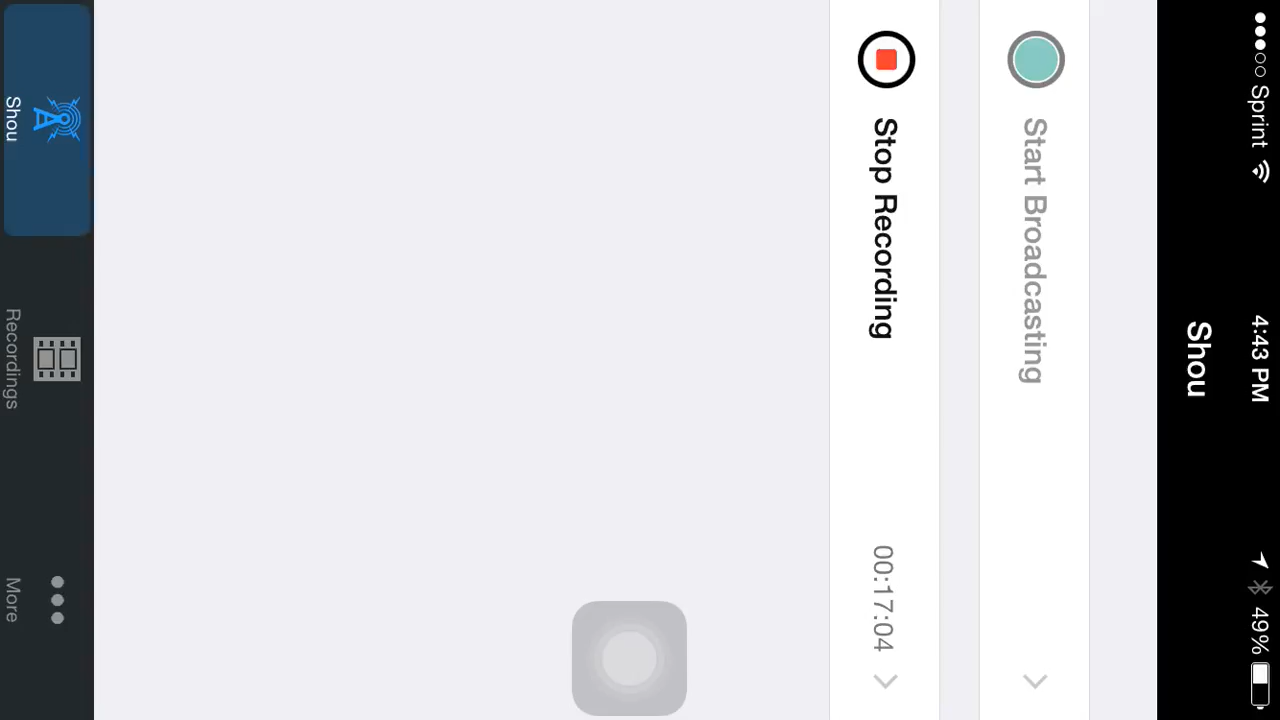 Sprint 4:43 PM 49%
Shou
Start Broadcasting
Stop Recording 00:17:04
Shou Recordings More